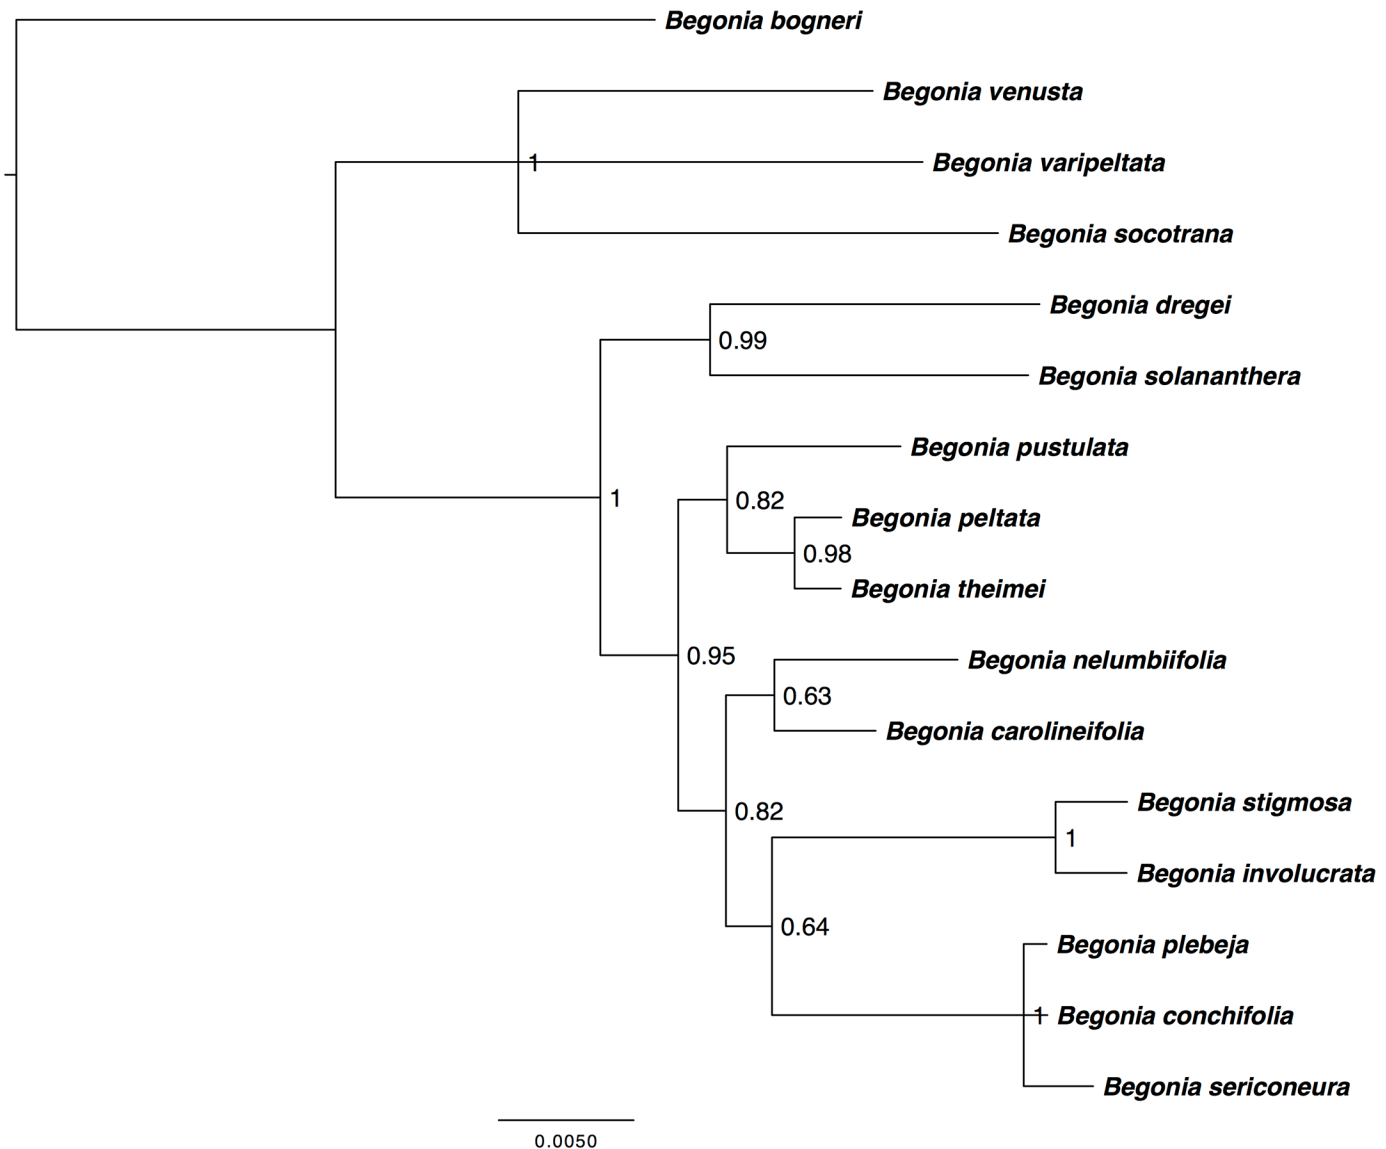 Begonia bogneri
Begonia venusta
1
Begonia varipeltata
Begonia socotrana
Begonia dregei
0.99
Begonia solananthera
Begonia pustulata
1
0.82
Begonia peltata
0.98
Begonia theimei
0.95
Begonia nelumbiifolia
0.63
Begonia carolineifolia
Begonia stigmosa
0.82
1
Begonia involucrata
0.64
Begonia plebeja
1
Begonia conchifolia
Begonia sericoneura
0.0050